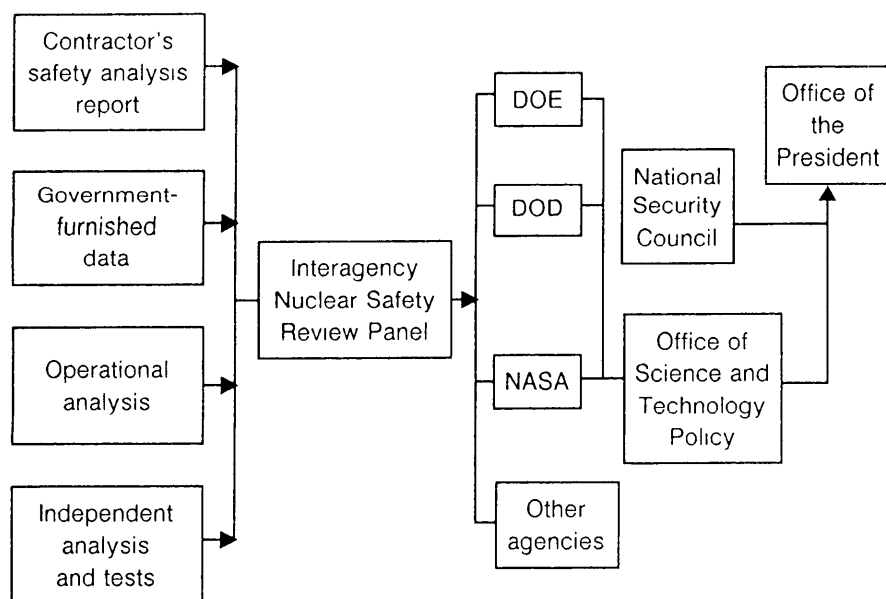 Contractor's
safety analysis
report
Government-
furnished
data
Operational
analysis
Independent
analysis
and tests
Interagency
Nuclear Safety
Review Panel
DOE
DOD
NASA
Other
agencies
National
Security
Council
Office of
Science and
Technology
Policy
Office of
the
President